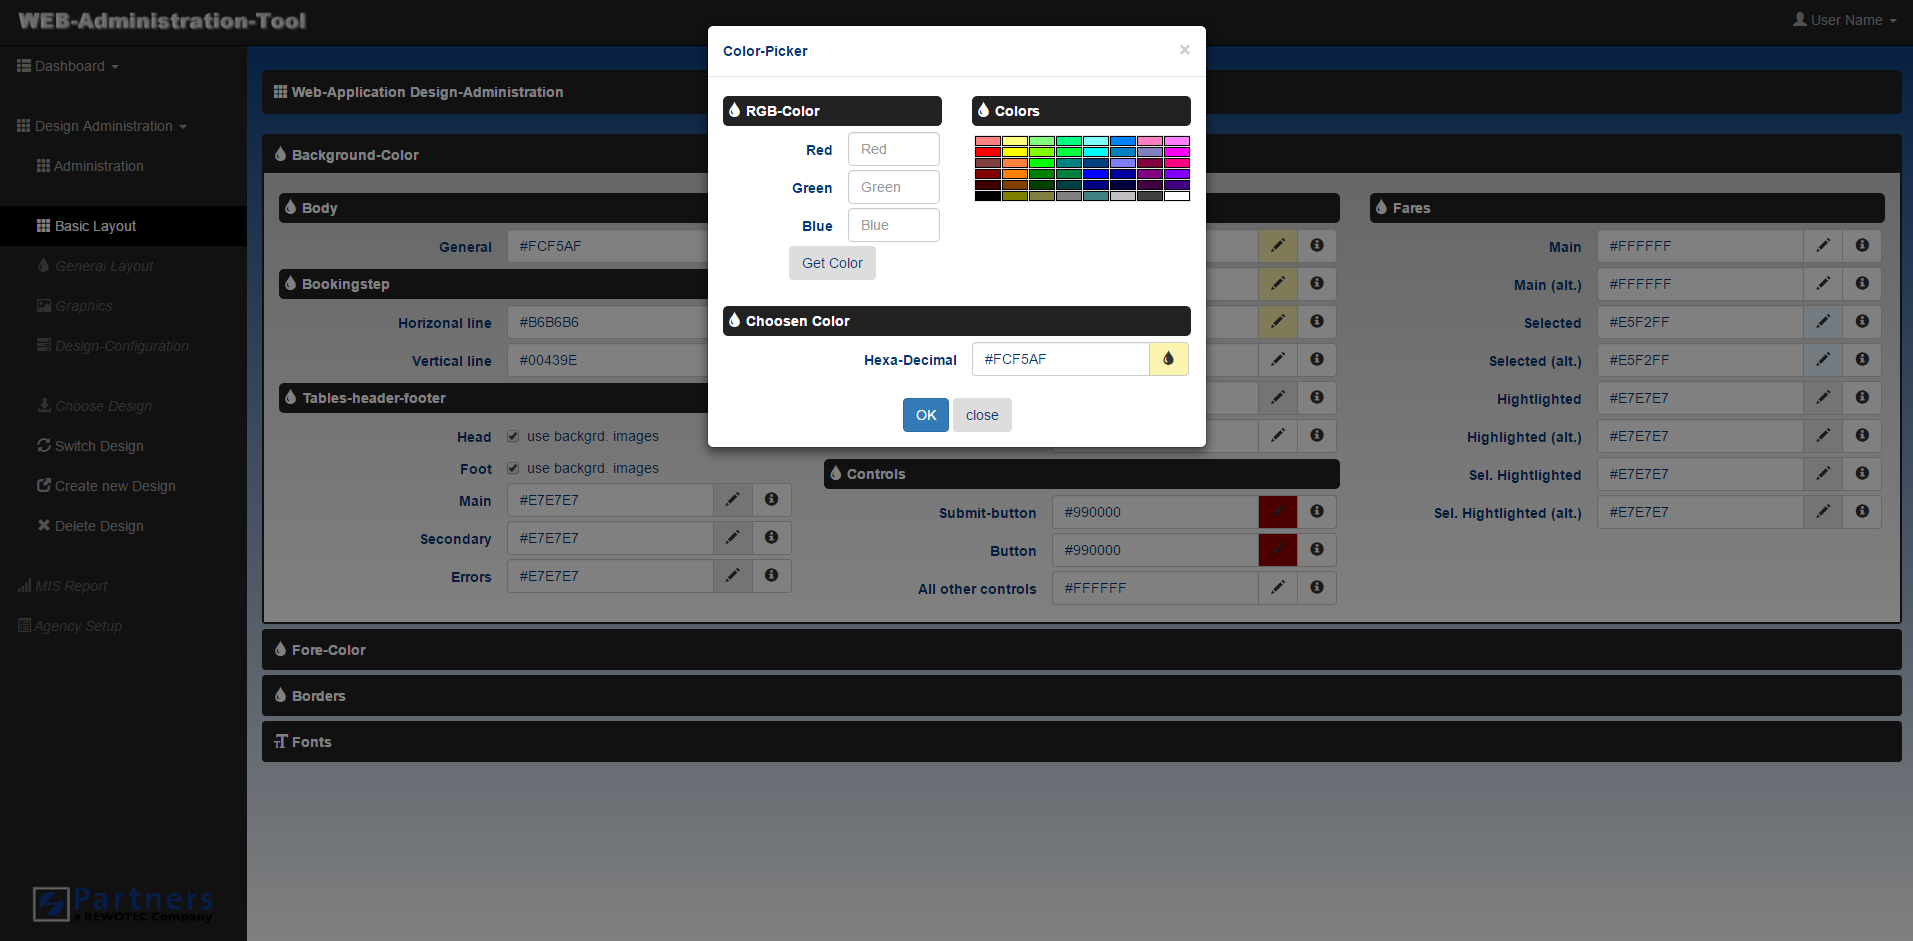 WEB-Administration-Tool
User Name
Dashboard
Design Administration
Administration
Basic Layout
General Layout
Graphics
Design-Configuration
Choose Design
Switch Design
Create new Design
Delete Design
MIS Report
Agency Setup
Partners
a BEWOTEC Company
Web-Application Design-Administration
Background-Color
Body
General #FCF5AF
Bookingstep
Horizonal line #B6B6B6
Vertical line #00439E
Tables-header-footer
Head use backgrd. images
Foot use backgrd. images
Main #E7E7E7
Secondary #E7E7E7
Errors #E7E7E7
Controls
Submit-button #990000
Button #990000
All other controls #FFFFFF
Fares
Main #FFFFFF
Main (alt.) #FFFFFF
Selected #E5F2FF
Selected (alt.) #E5F2FF
Hightlighted #E7E7E7
Highlighted (alt.) #E7E7E7
Sel. Hightlighted #E7E7E7
Sel. Hightlighted (alt.) #E7E7E7
Fore-Color
Borders
Fonts
Color-Picker ×
RGB-Color
Red Red
Green Green
Blue Blue
Get Color
Colors
Choosen Color
Hexa-Decimal #FCF5AF
OK close